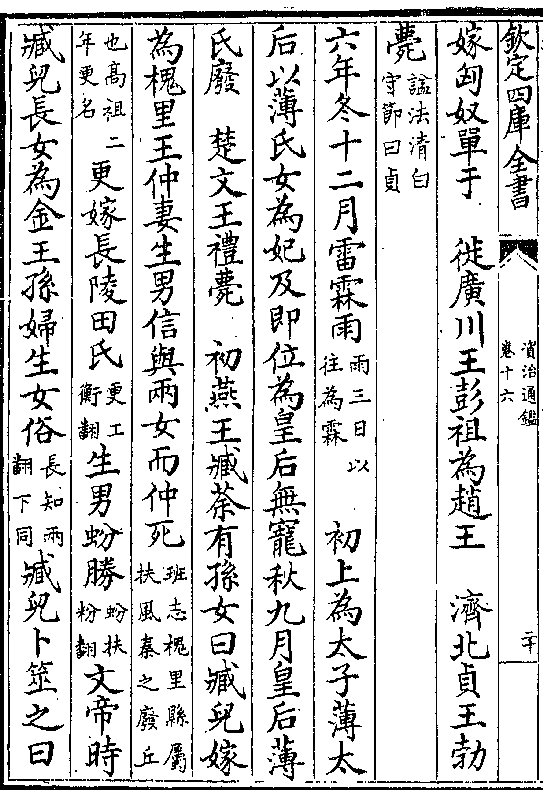 欽定四庫全書
資治通鑑
卷十六
二十
嫁匈奴單于　徙廣川王彭祖為趙王　濟北貞王勃
薨諡法清白守節曰貞
六年冬十二月雷霖雨雨三日以往為霖　初上為太子薄太
后以薄氏女為妃及即位為皇后無寵秋九月皇后薄
氏廢　楚文王禮薨　初燕王臧荼有孫女曰臧兒嫁
為槐里王仲妻生男信與兩女而仲死班志槐里縣屬扶風秦之廢丘
也高祖二年更名更嫁長陵田氏更工衡翻生男蚡勝蚡扶粉翻文帝時
臧兒長女為金王孫婦生女俗長知兩翻下同臧兒卜筮之曰